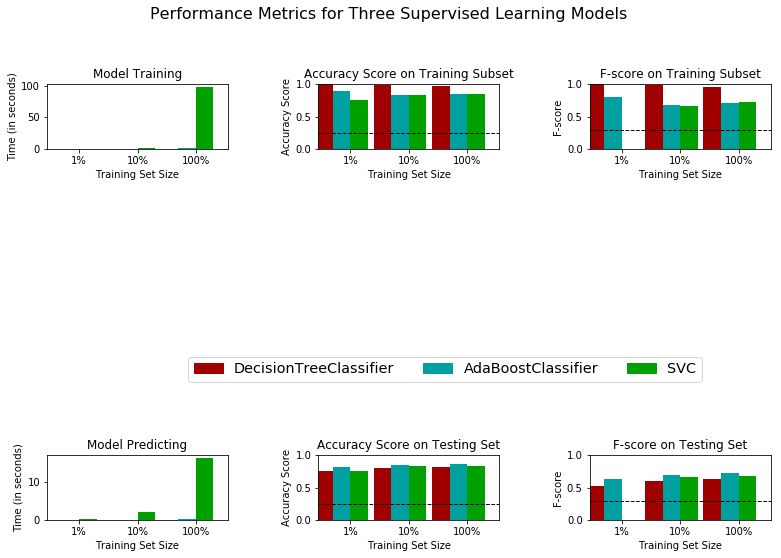 Performance Metrics for Three Supervised Learning Models
Model Training
Time (in seconds)
100
50
0
1% 10% 100%
Training Set Size
Accuracy Score on Training Subset
Accuracy Score
1.0
0.5
0.0
1% 10% 100%
Training Set Size
F-score on Training Subset
F-score
1.0
0.5
0.0
1% 10% 100%
Training Set Size
DecisionTreeClassifier AdaBoostClassifier SVC
Model Predicting
Time (in seconds)
10
0
1% 10% 100%
Training Set Size
Accuracy Score on Testing Set
Accuracy Score
1.0
0.5
0.0
1% 10% 100%
Training Set Size
F-score on Testing Set
F-score
1.0
0.5
0.0
1% 10% 100%
Training Set Size